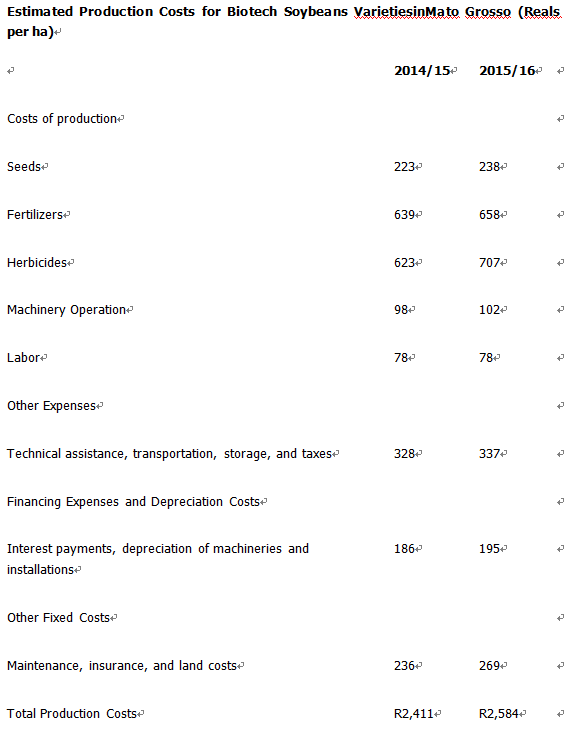 Estimated Production Costs for Biotech Soybeans VarietiesinMato Grosso (Reals
per ha)
2014/15 2015/16
Costs of production
Seeds 223 238
Fertilizers 639 658
Herbicides 623 707
Machinery Operation 98 102
Labor 78 78
Other Expenses
Technical assistance, transportation, storage, and taxes 328 337
Financing Expenses and Depreciation Costs
Interest payments, depreciation of machineries and 186 195
installations
Other Fixed Costs
Maintenance, insurance, and land costs 236 269
Total Production Costs R2,411 R2,584